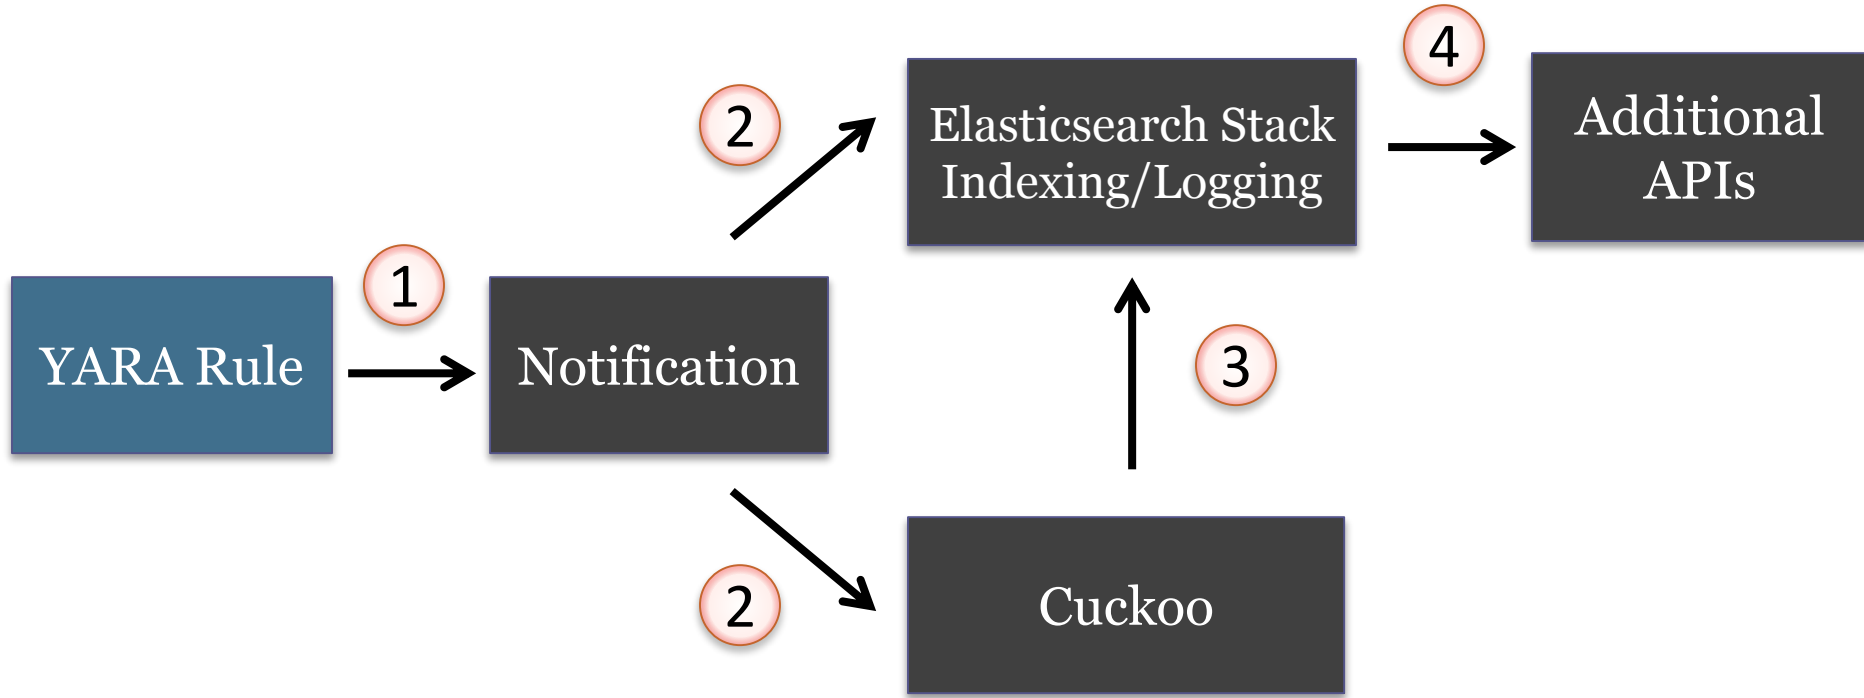 YARA Rule
1
Notification
2
Elasticsearch Stack
Indexing/Logging
2
Cuckoo
3
4
Additional
APIs